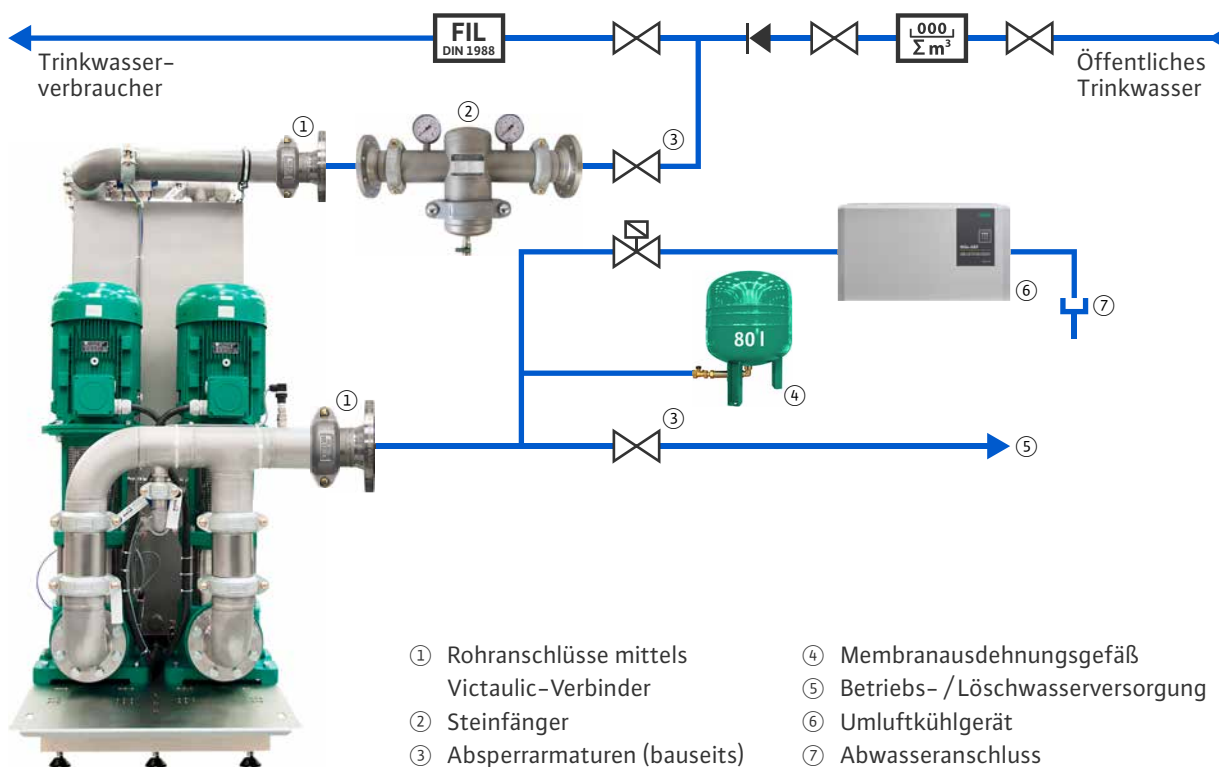 FIL
DIN 1988
000
Σ m³
Trinkwasser-
verbraucher
Öffentliches
Trinkwasser
①
②
③
⑥
⑦
80 l
④
①
③
⑤
① Rohranschlüsse mittels
Victaulic-Verbinder
② Steinfänger
③ Absperrarmaturen (bauseits)
④ Membranausdehnungsgefäß
⑤ Betriebs- / Löschwasserversorgung
⑥ Umluftkühlgerät
⑦ Abwasseranschluss